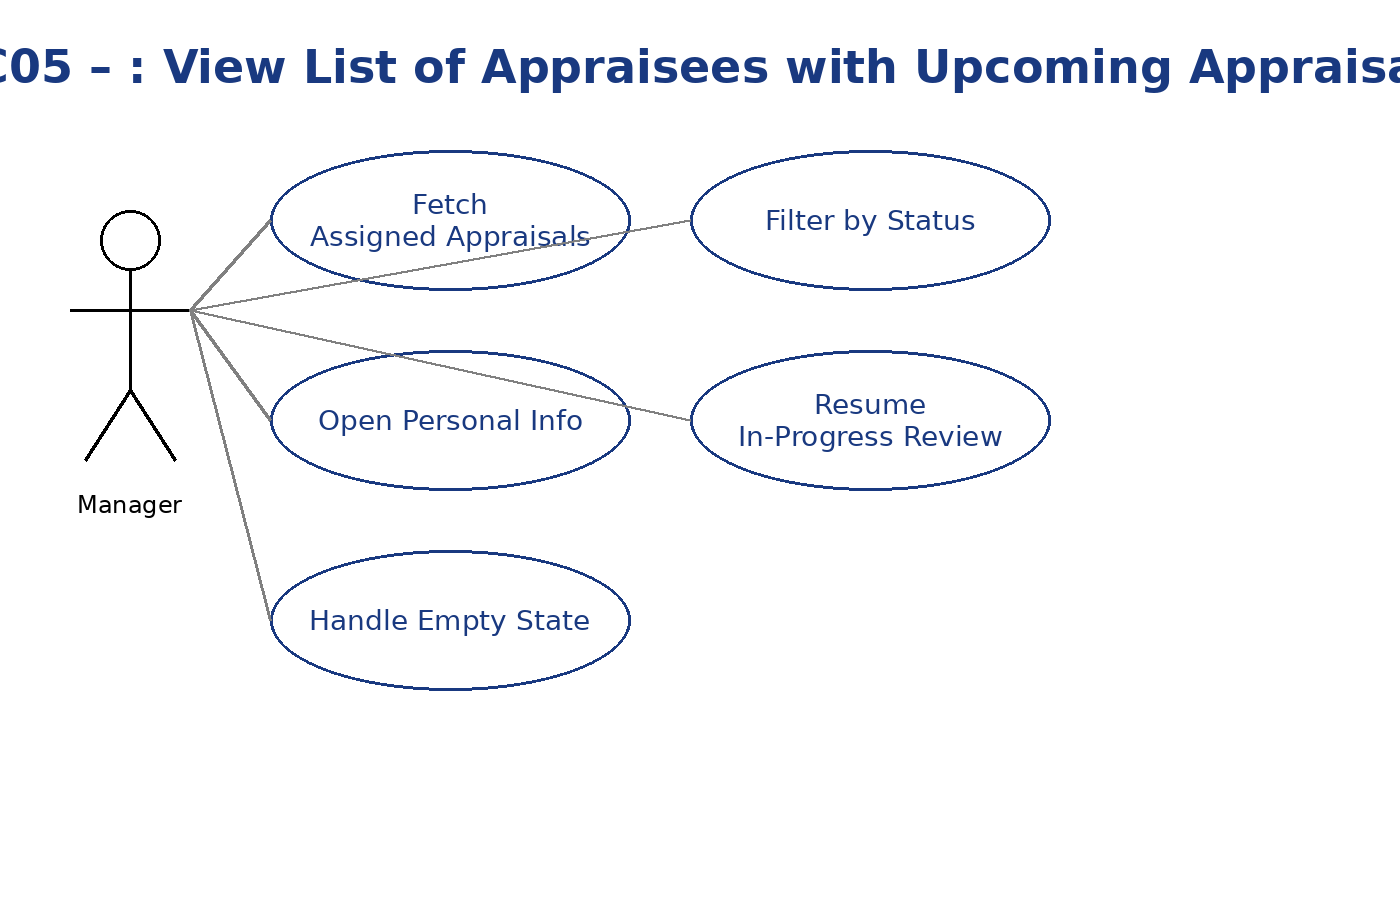 C05 – : View List of Appraisees with Upcoming Appraisa
Fetch
Assigned Appraisals
Filter by Status
Open Personal Info
Resume
In-Progress Review
Manager
Handle Empty State